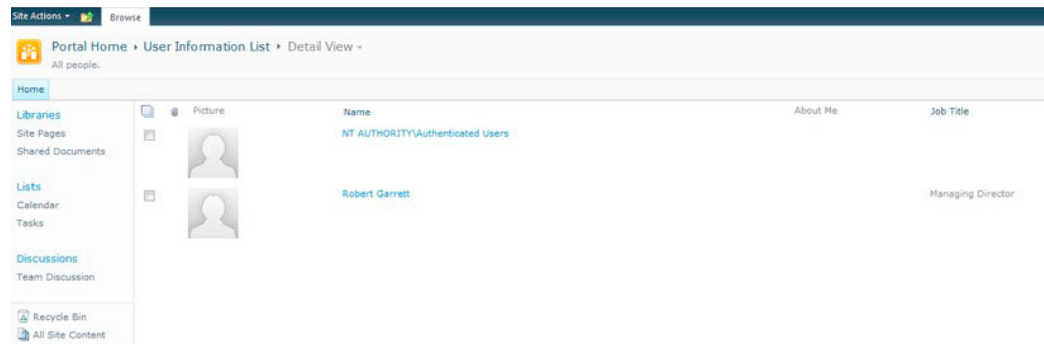 Site Actions
Browse
Portal Home ▸ User Information List ▸ Detail View
All people.
Home
Libraries
Site Pages
Shared Documents
Lists
Calendar
Tasks
Discussions
Team Discussion
Recycle Bin
All Site Content
Picture Name About Me Job Title
NT AUTHORITY\Authenticated Users
Robert Garrett Managing Director